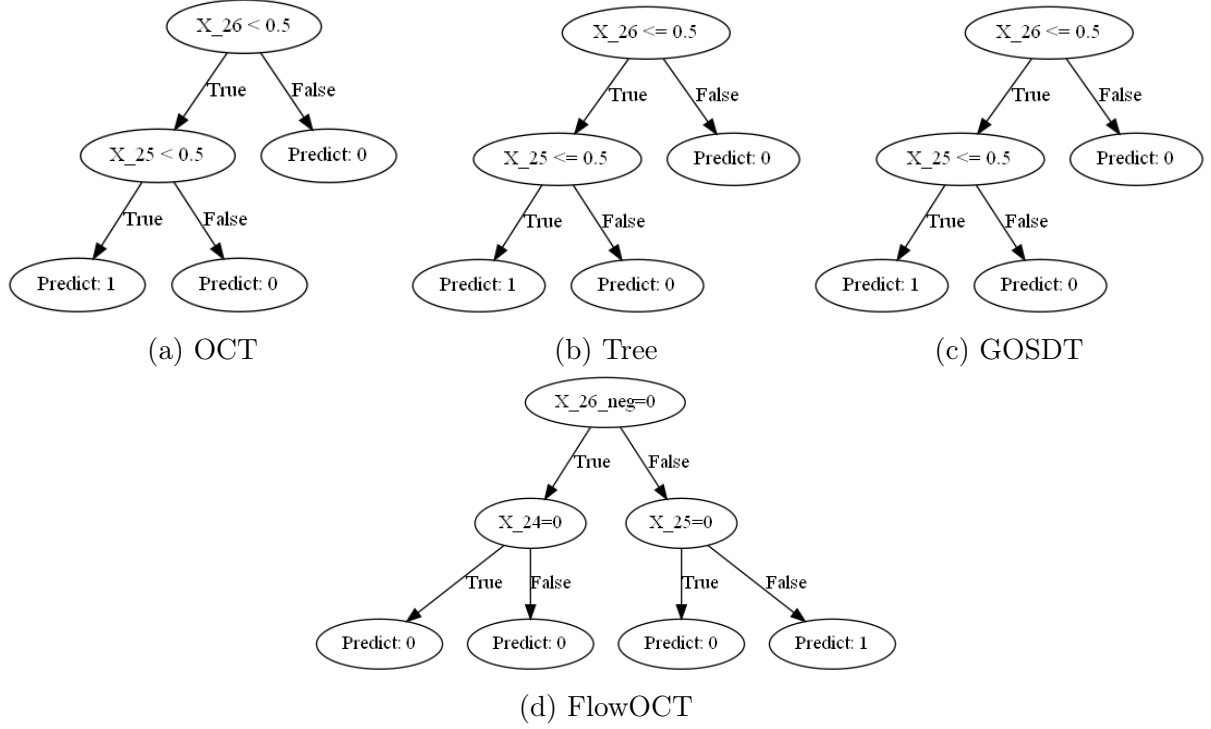 X_26 < 0.5
True
False
X_25 < 0.5
Predict: 0
True
False
Predict: 1
Predict: 0
(a) OCT
X_26 <= 0.5
True
False
X_25 <= 0.5
Predict: 0
True
False
Predict: 1
Predict: 0
(b) Tree
X_26 <= 0.5
True
False
X_25 <= 0.5
Predict: 0
True
False
Predict: 1
Predict: 0
(c) GOSDT
X_26_neg=0
True
False
X_24=0
X_25=0
True
False
True
False
Predict: 0
Predict: 0
Predict: 0
Predict: 1
(d) FlowOCT